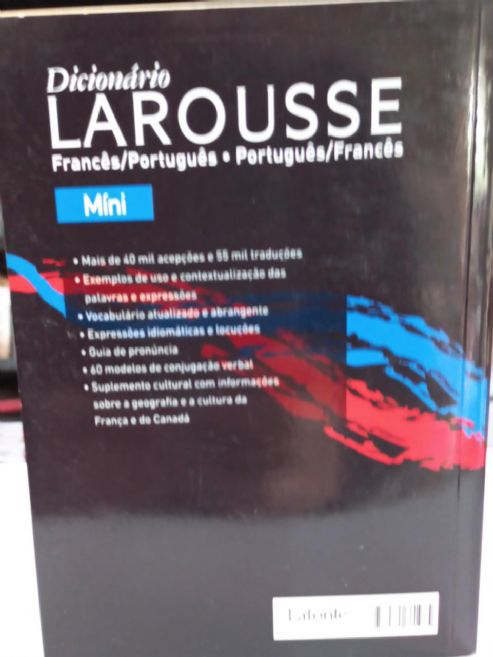 Dicionário
LAROUSSE
Francês/Português • Português/Francês
Míni
• Mais de 40 mil acepções e 55 mil traduções
• Exemplos de uso e contextualização das
palavras e expressões
• Vocabulário atualizado e abrangente
• Expressões idiomáticas e locuções
• Guia de pronúncia
• 60 modelos de conjugação verbal
• Suplemento cultural com informações
sobre a geografia e a cultura da
França e do Canadá
Lafonte